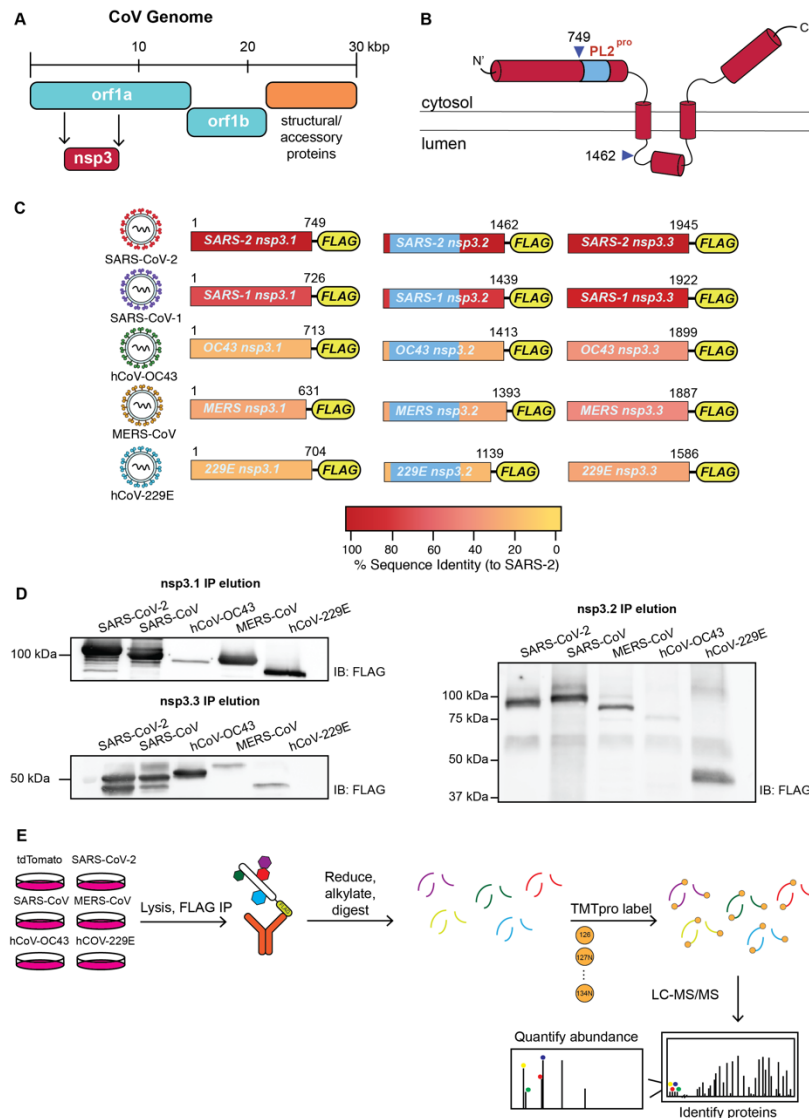 A
CoV Genome
10 20 30 kbp
orf1a
orf1b
structural/
accessory
proteins
nsp3
B
749
PL2pro
N'
C
cytosol
lumen
1462
C
1 749
SARS-2 nsp3.1 FLAG
1462
SARS-2 nsp3.2 FLAG
1945
SARS-2 nsp3.3 FLAG
SARS-CoV-2
1 726
SARS-1 nsp3.1 FLAG
1439
SARS-1 nsp3.2 FLAG
1922
SARS-1 nsp3.3 FLAG
SARS-CoV-1
1 713
OC43 nsp3.1 FLAG
1413
OC43 nsp3.2 FLAG
1899
OC43 nsp3.3 FLAG
hCoV-OC43
1 631
MERS nsp3.1 FLAG
1393
MERS nsp3.2 FLAG
1887
MERS nsp3.3 FLAG
MERS-CoV
1 704
229E nsp3.1 FLAG
1139
229E nsp3.2 FLAG
1586
229E nsp3.3 FLAG
hCoV-229E
100 80 60 40 20 0
% Sequence Identity (to SARS-2)
D
nsp3.1 IP elution
SARS-CoV-2 SARS-CoV hCoV-OC43 MERS-CoV hCoV-229E
100 kDa
IB: FLAG
nsp3.3 IP elution
SARS-CoV-2 SARS-CoV hCoV-OC43 MERS-CoV hCoV-229E
50 kDa
IB: FLAG
nsp3.2 IP elution
SARS-CoV-2 SARS-CoV MERS-CoV hCoV-OC43 hCoV-229E
100 kDa
75 kDa
50 kDa
37 kDa
IB: FLAG
E
tdTomato SARS-CoV-2
SARS-CoV MERS-CoV
hCoV-OC43 hCOV-229E
Lysis, FLAG IP
Reduce,
alkylate,
digest
TMTpro label
126
127N
134N
LC-MS/MS
Quantify abundance
Identify proteins